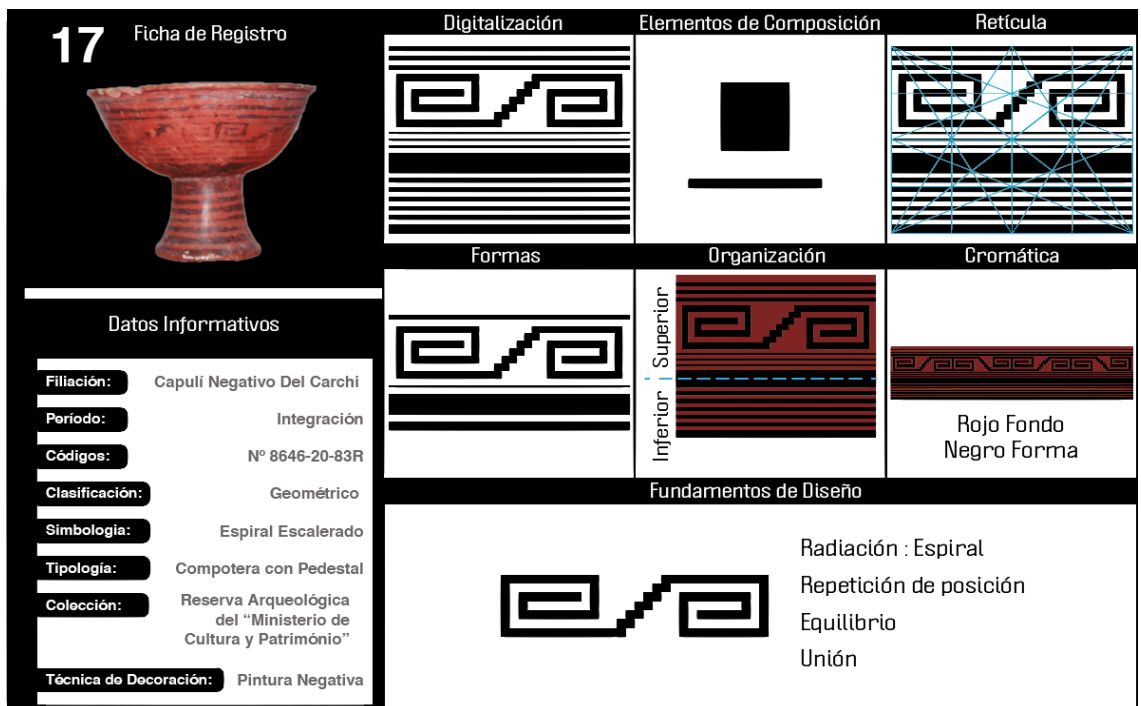 17
Ficha de Registro
Datos Informativos
Filiación: Capulí Negativo Del Carchi
Período: Integración
Códigos: Nº 8646-20-83R
Clasificación: Geométrico
Simbologia: Espiral Escalerado
Tipología: Compotera con Pedestal
Colección: Reserva Arqueológica
del “Ministerio de
Cultura y Património”
Técnica de Decoración: Pintura Negativa
Digitalización
Elementos de Composición
Retícula
Formas
Organización
Superior
Inferior
Cromática
Rojo Fondo
Negro Forma
Fundamentos de Diseño
Radiación : Espiral
Repetición de posición
Equilibrio
Unión